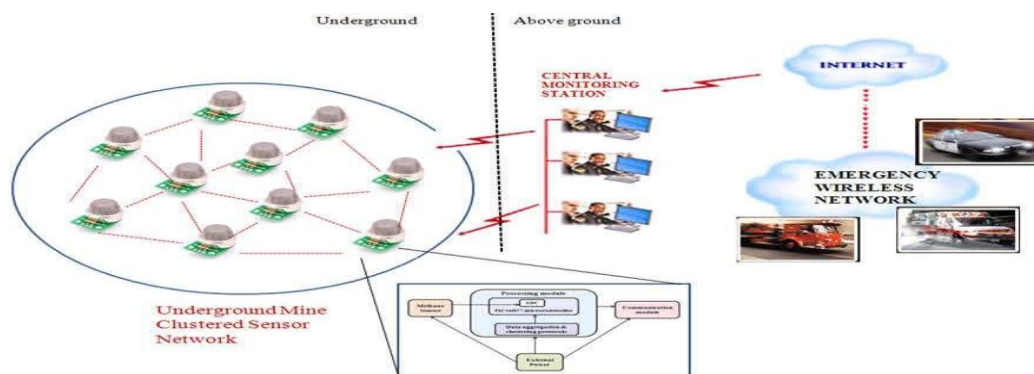 Underground
Above ground
INTERNET
CENTRAL
MONITORING
STATION
EMERGENCY
WIRELESS
NETWORK
Underground Mine
Clustered Sensor
Network
Processing module
ADC
microcontroller
Methane
Sensor
Communication
module
Data aggregation &
clustering protocols
External
Power